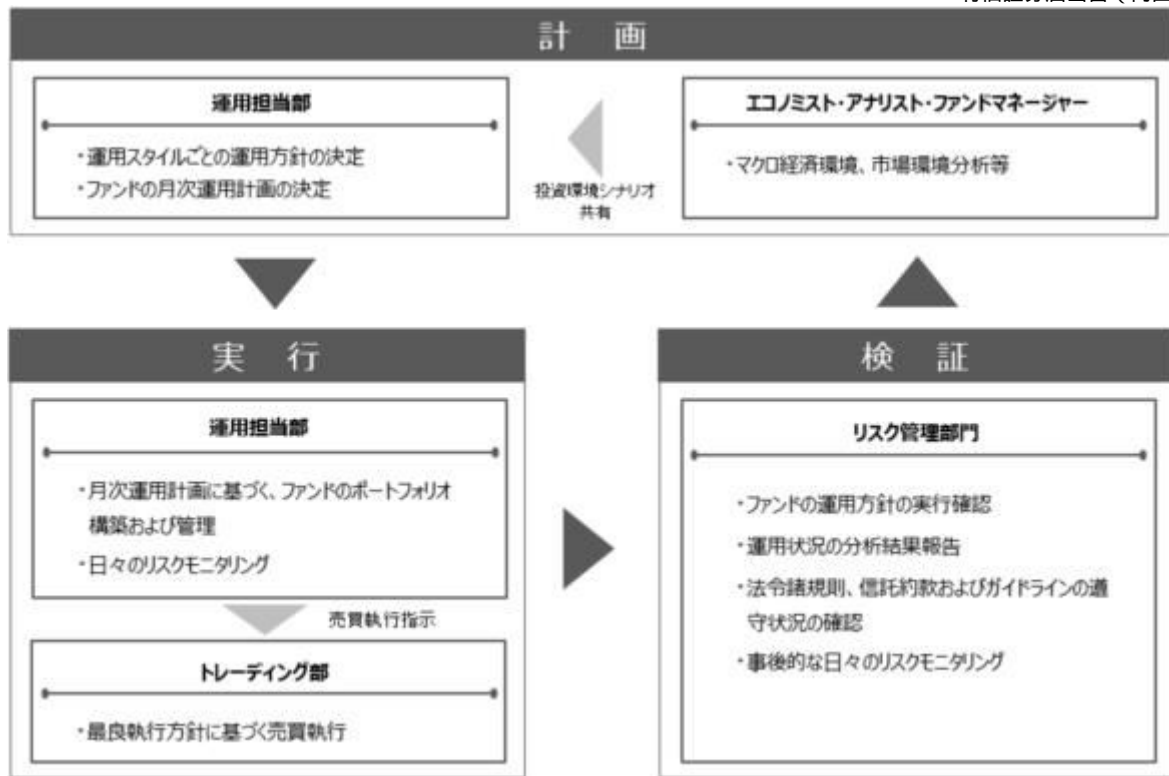 計 画
運用担当部
・運用スタイルごとの運用方針の決定
・ファンドの月次運用計画の決定
投資環境シナリオ
共有
エコノミスト・アナリスト・ファンドマネージャー
・マクロ経済環境、市場環境分析等
実 行
運用担当部
・月次運用計画に基づく、ファンドのポートフォリオ
構築および管理
・日々のリスクモニタリング
売買執行指示
トレーディング部
・最良執行方針に基づく売買執行
検 証
リスク管理部門
・ファンドの運用方針の実行確認
・運用状況の分析結果報告
・法令諸規則、信託約款およびガイドラインの遵
守状況の確認
・事後的な日々のリスクモニタリング